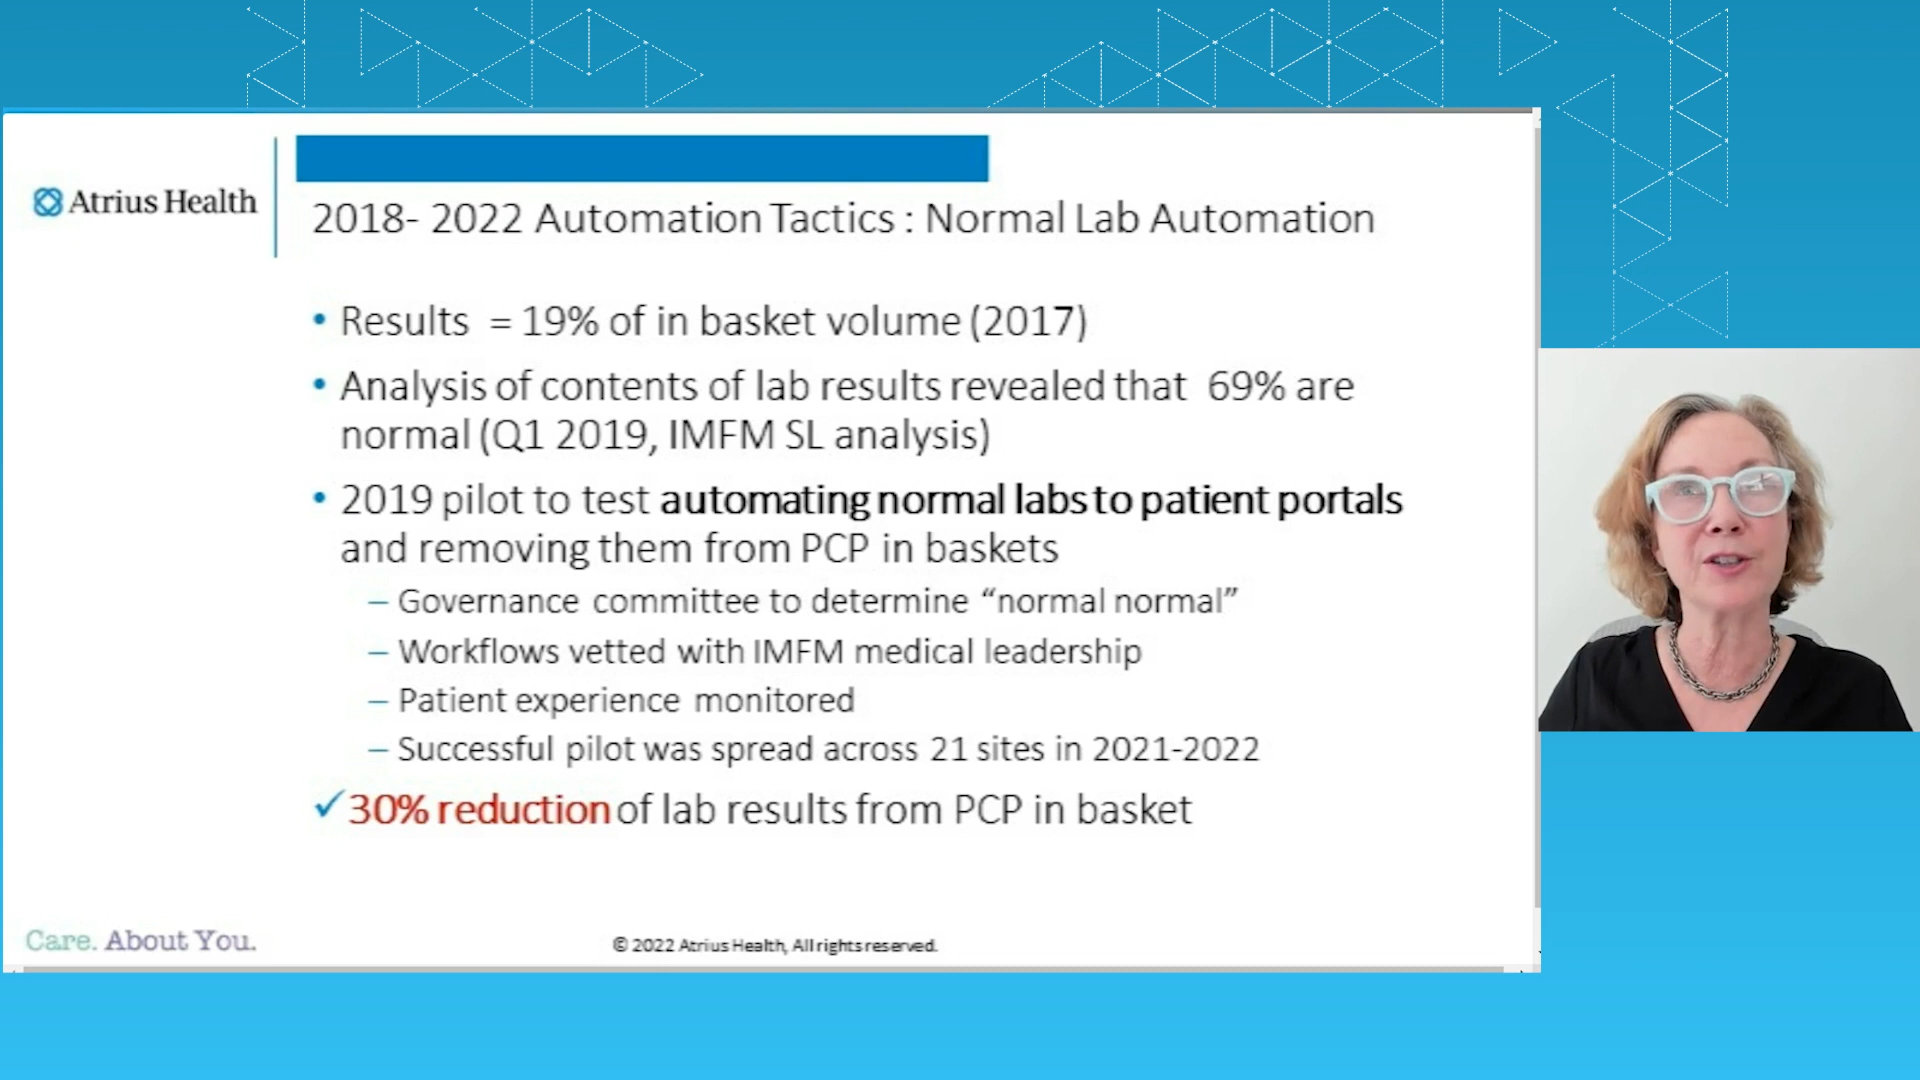 Atrius Health
2018- 2022 Automation Tactics : Normal Lab Automation
• Results = 19% of in basket volume (2017)
• Analysis of contents of lab results revealed that 69% are
normal (Q1 2019, IMFM SL analysis)
• 2019 pilot to test automating normal labs to patient portals
and removing them from PCP in baskets
– Governance committee to determine “normal normal”
– Workflows vetted with IMFM medical leadership
– Patient experience monitored
– Successful pilot was spread across 21 sites in 2021-2022
✓ 30% reduction of lab results from PCP in basket
Care. About You.
© 2022 Atrius Health, All rights reserved.